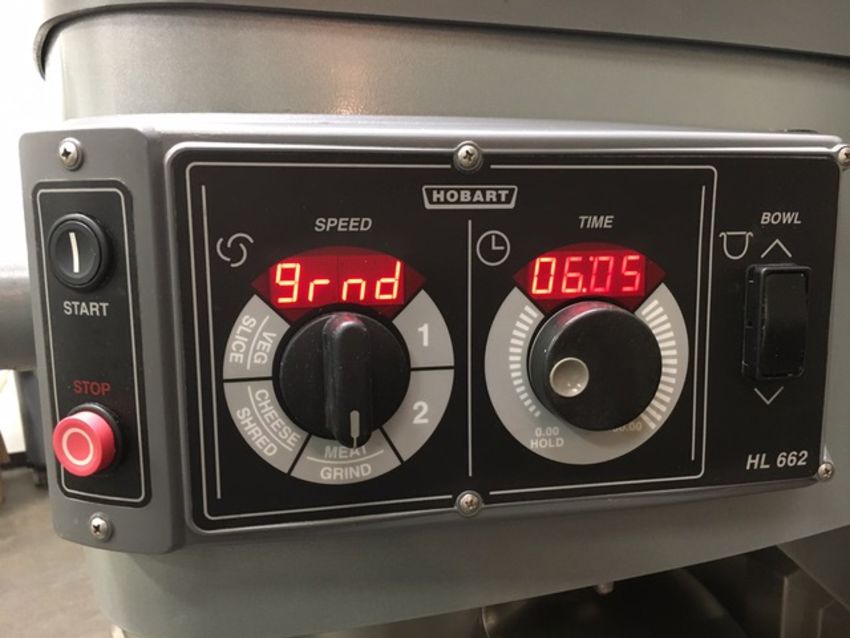 HOBART
START
STOP
SPEED
grnd
VEG
SLICE
CHEESE
SHRED
MEAT
GRIND
1
2
TIME
06:05
0.00
HOLD
BOWL
HL 662